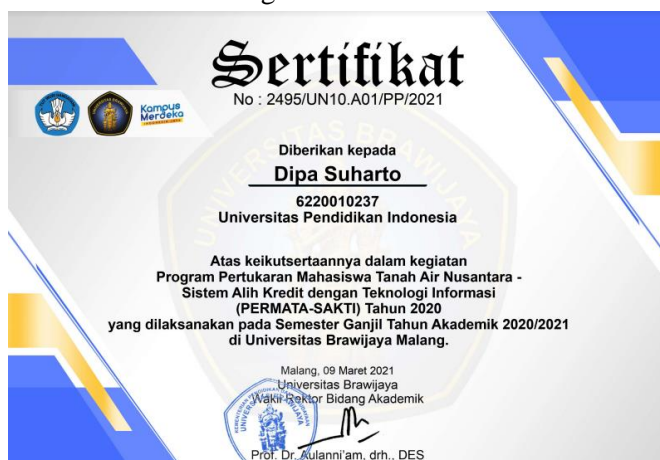 Sertifikat
No : 2495/UN10.A01/PP/2021
Kampus
Merdeka
Diberikan kepada
Dipa Suharto
6220010237
Universitas Pendidikan Indonesia
Atas keikutsertaannya dalam kegiatan
Program Pertukaran Mahasiswa Tanah Air Nusantara -
Sistem Alih Kredit dengan Teknologi Informasi
(PERMATA-SAKTI) Tahun 2020
yang dilaksanakan pada Semester Ganjil Tahun Akademik 2020/2021
di Universitas Brawijaya Malang.
Malang, 09 Maret 2021
Universitas Brawijaya
Wakil Rektor Bidang Akademik
Prof. Dr. Aulanni'am, drh., DES
UNIVERSITAS BRAWIJAYA